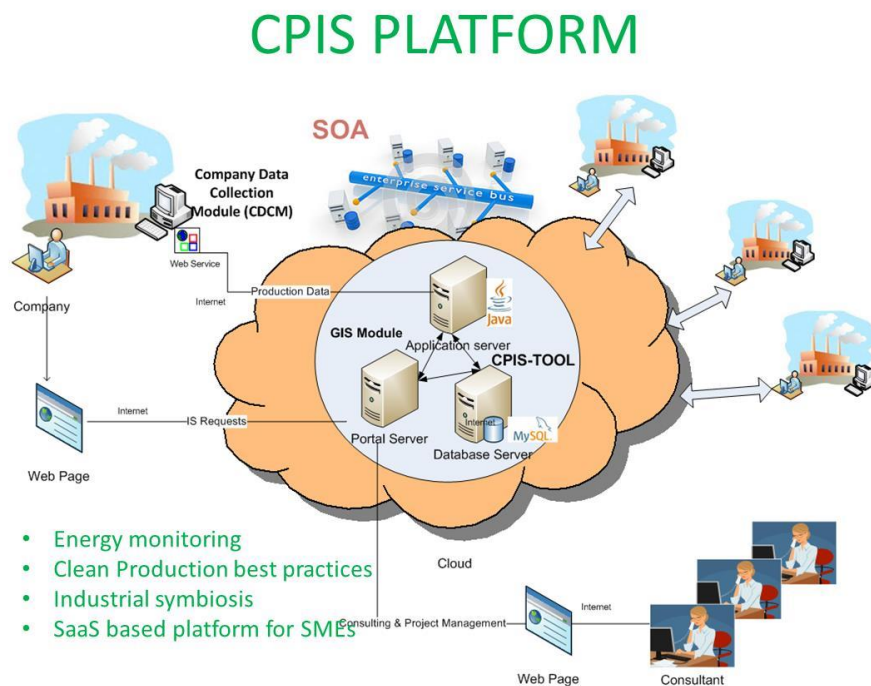 CPIS PLATFORM
SOA
enterprise service bus
Company Data
Collection
Module (CDCM)
Web Service
Internet
Production Data
Company
GIS Module
Java
Application server
CPIS-TOOL
Internet
IS Requests
Portal Server
Internet
MySQL
Database Server
Web Page
• Energy monitoring
• Clean Production best practices
• Industrial symbiosis
• SaaS based platform for SMEs
Cloud
Consulting & Project Management
Internet
Web Page
Consultant